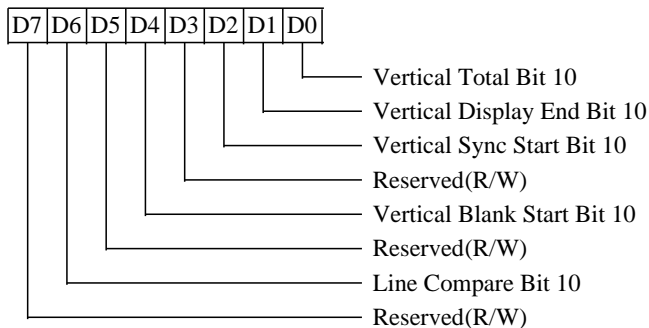 D7 D6 D5 D4 D3 D2 D1 D0
Vertical Total Bit 10
Vertical Display End Bit 10
Vertical Sync Start Bit 10
Reserved(R/W)
Vertical Blank Start Bit 10
Reserved(R/W)
Line Compare Bit 10
Reserved(R/W)